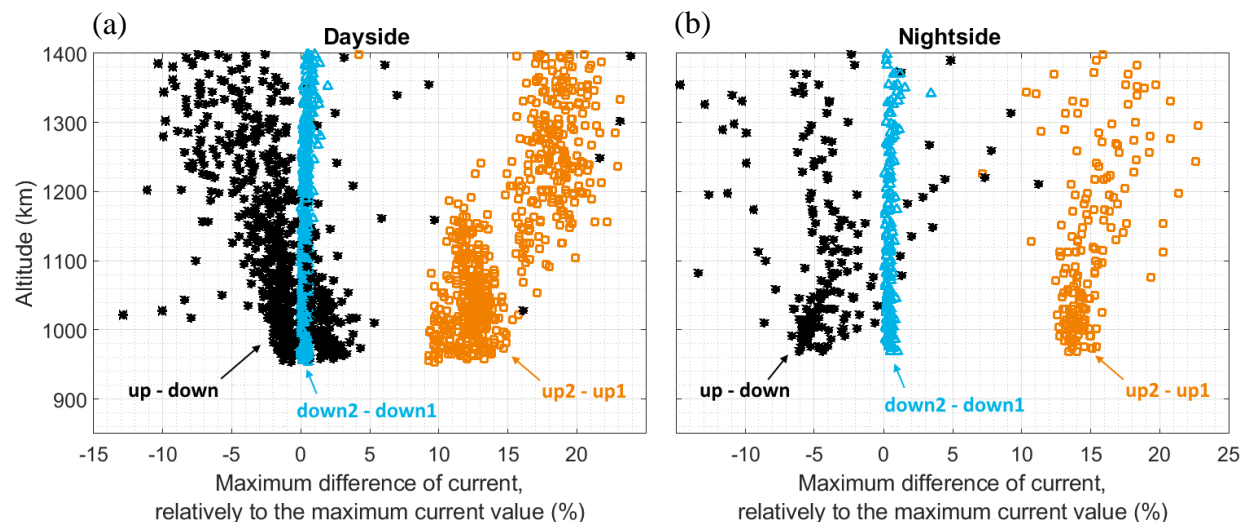 (a)
Dayside
(b)
Nightside
Altitude (km)
1400
1300
1200
1100
1000
900
up - down
down2 - down1
up2 - up1
up - down
down2 - down1
up2 - up1
-15 -10 -5 0 5 10 15 20
-10 -5 0 5 10 15 20 25
Maximum difference of current,
relatively to the maximum current value (%)
Maximum difference of current,
relatively to the maximum current value (%)